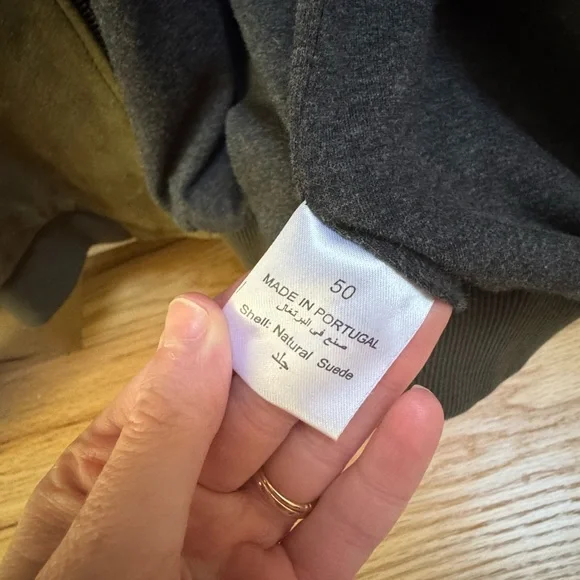 50
MADE IN PORTUGAL
صنع في البرتغال
Shell: Natural Suede
جلد